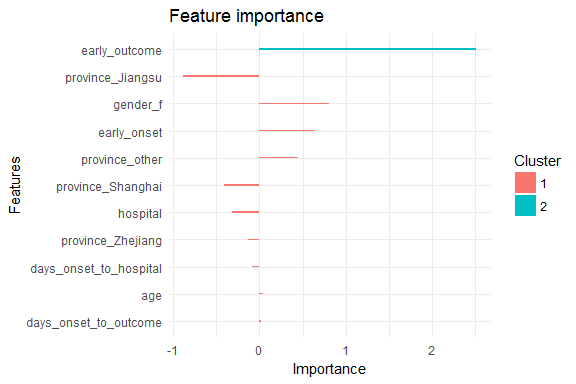 Feature importance
early_outcome
province_Jiangsu
gender_f
early_onset
province_other
province_Shanghai
hospital
province_Zhejiang
days_onset_to_hospital
age
days_onset_to_outcome
Features
-1 0 1 2
Importance
Cluster
1
2